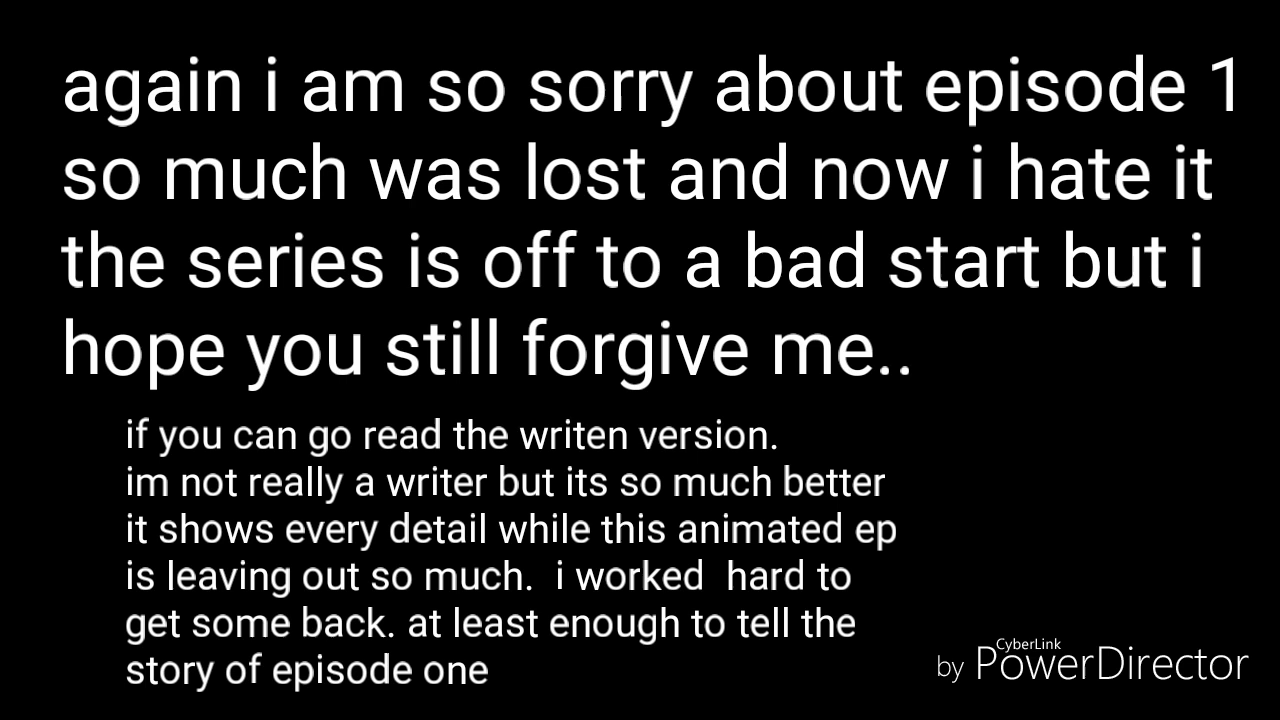 again i am so sorry about episode 1
so much was lost and now i hate it
the series is off to a bad start but i
hope you still forgive me..
if you can go read the writen version.
im not really a writer but its so much better
it shows every detail while this animated ep
is leaving out so much.  i worked  hard to
get some back. at least enough to tell the
story of episode one
CyberLink
by PowerDirector